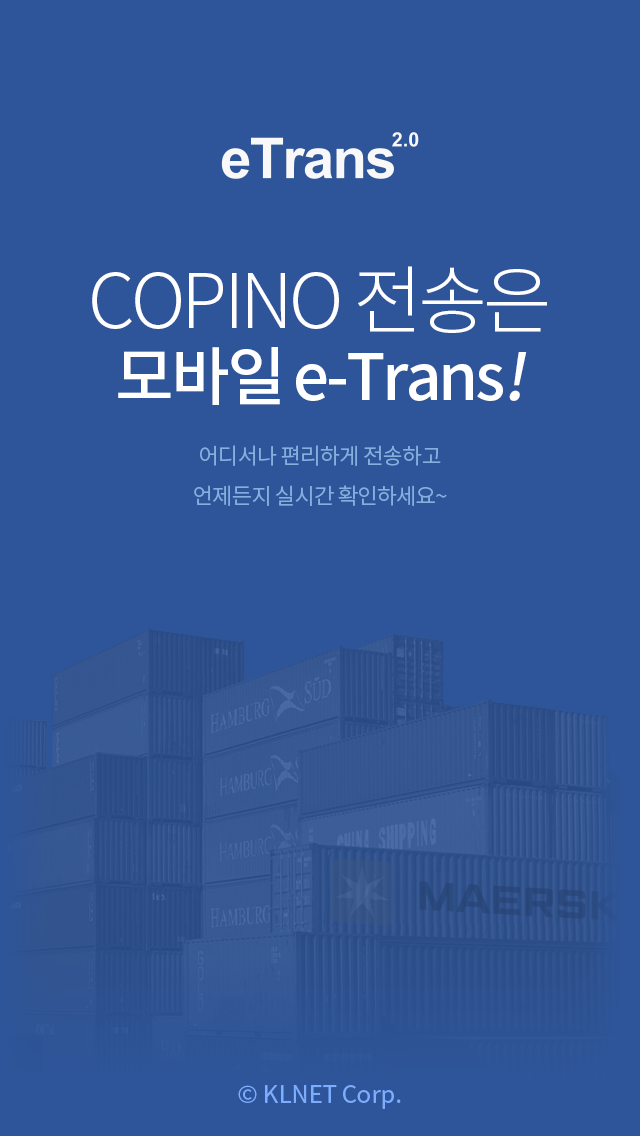 eTrans 2.0
COPINO 전송은
모바일 e-Trans!
어디서나 편리하게 전송하고
언제든지 실시간 확인하세요~
HAMBURG SÜD
HAMBURG
HAMBURG
CHINA SHIPPING
HAMBURG
MAERSK
© KLNET Corp.